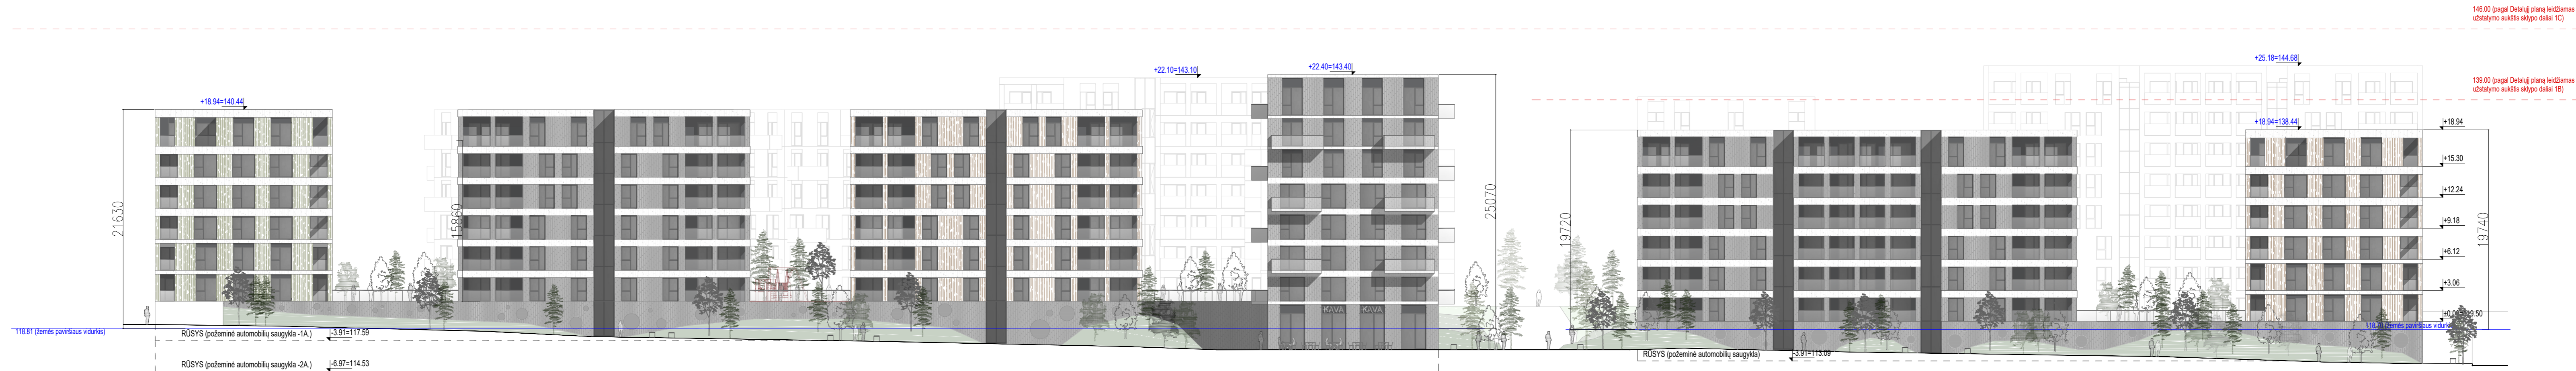 146.00 (pagal Detalųjį planą leidžiamas
užstatymo aukštis sklypo daliai 1C)
+25.18=144.68
+22.10=143.10
+22.40=143.40
139.00 (pagal Detalųjį planą leidžiamas
užstatymo aukštis sklypo daliai 1B)
+18.94=140.44
+18.94=138.44
+18.94
+15.30
+12.24
+9.18
+6.12
+3.06
21630
15860
25070
19720
19740
KAVA KAVA
118.81 (žemės paviršiaus vidurkis)
RŪSYS (požeminė automobilių saugykla -1A.)
-3.91=117.59
RŪSYS (požeminė automobilių saugykla)
-3.91=113.09
RŪSYS (požeminė automobilių saugykla -2A.)
-6.97=114.53